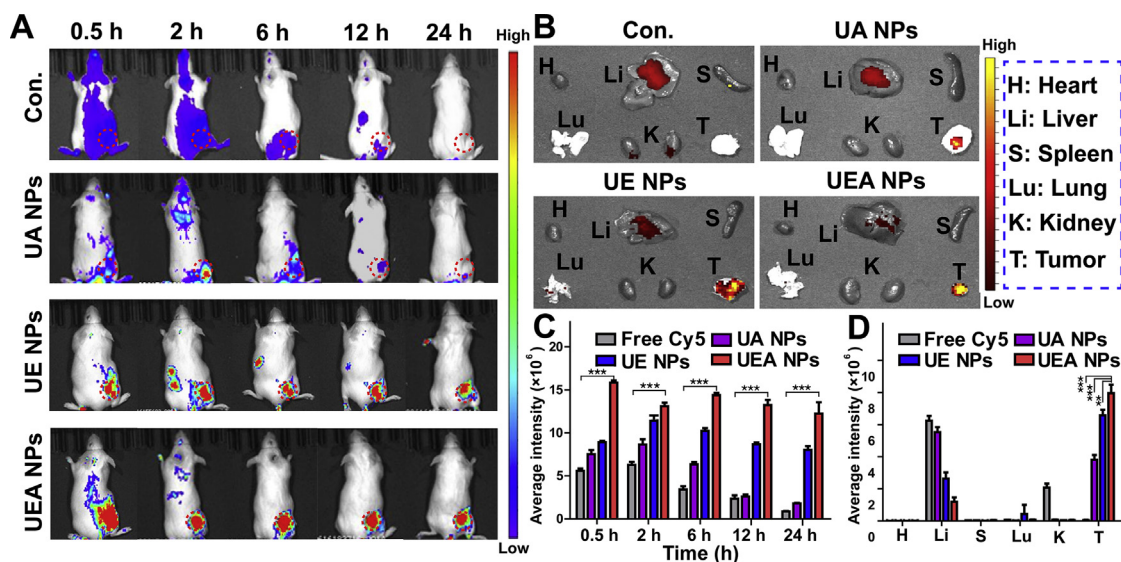 A
0.5 h 2 h 6 h 12 h 24 h
High
Con.
UA NPs
UE NPs
UEA NPs
Low
B
Con. UA NPs
H Li S
Lu K T
H Li S
Lu K T
UE NPs UEA NPs
H Li S
Lu K T
H Li S
Lu K T
High
Low
H: Heart
Li: Liver
S: Spleen
Lu: Lung
K: Kidney
T: Tumor
C
Free Cy5 UA NPs
UE NPs UEA NPs
Average intensity (×10⁶)
20
15
10
5
0
*** *** *** *** ***
0.5 h 2 h 6 h 12 h 24 h
Time (h)
D
Free Cy5 UA NPs
UE NPs UEA NPs
Average intensity (×10⁶)
10
8
6
4
2
0
***
***
**
H Li S Lu K T